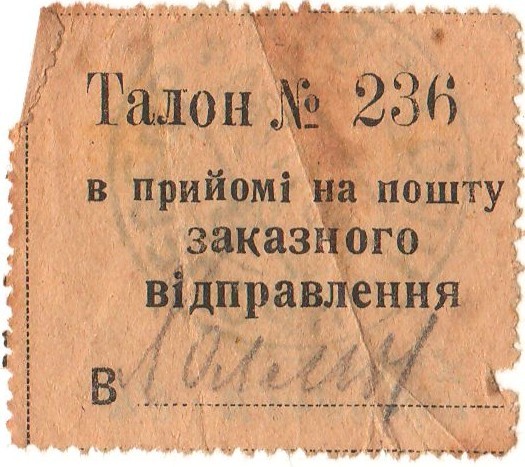 Талон № 236
в прийомі на пошту
заказного
відправлення
В